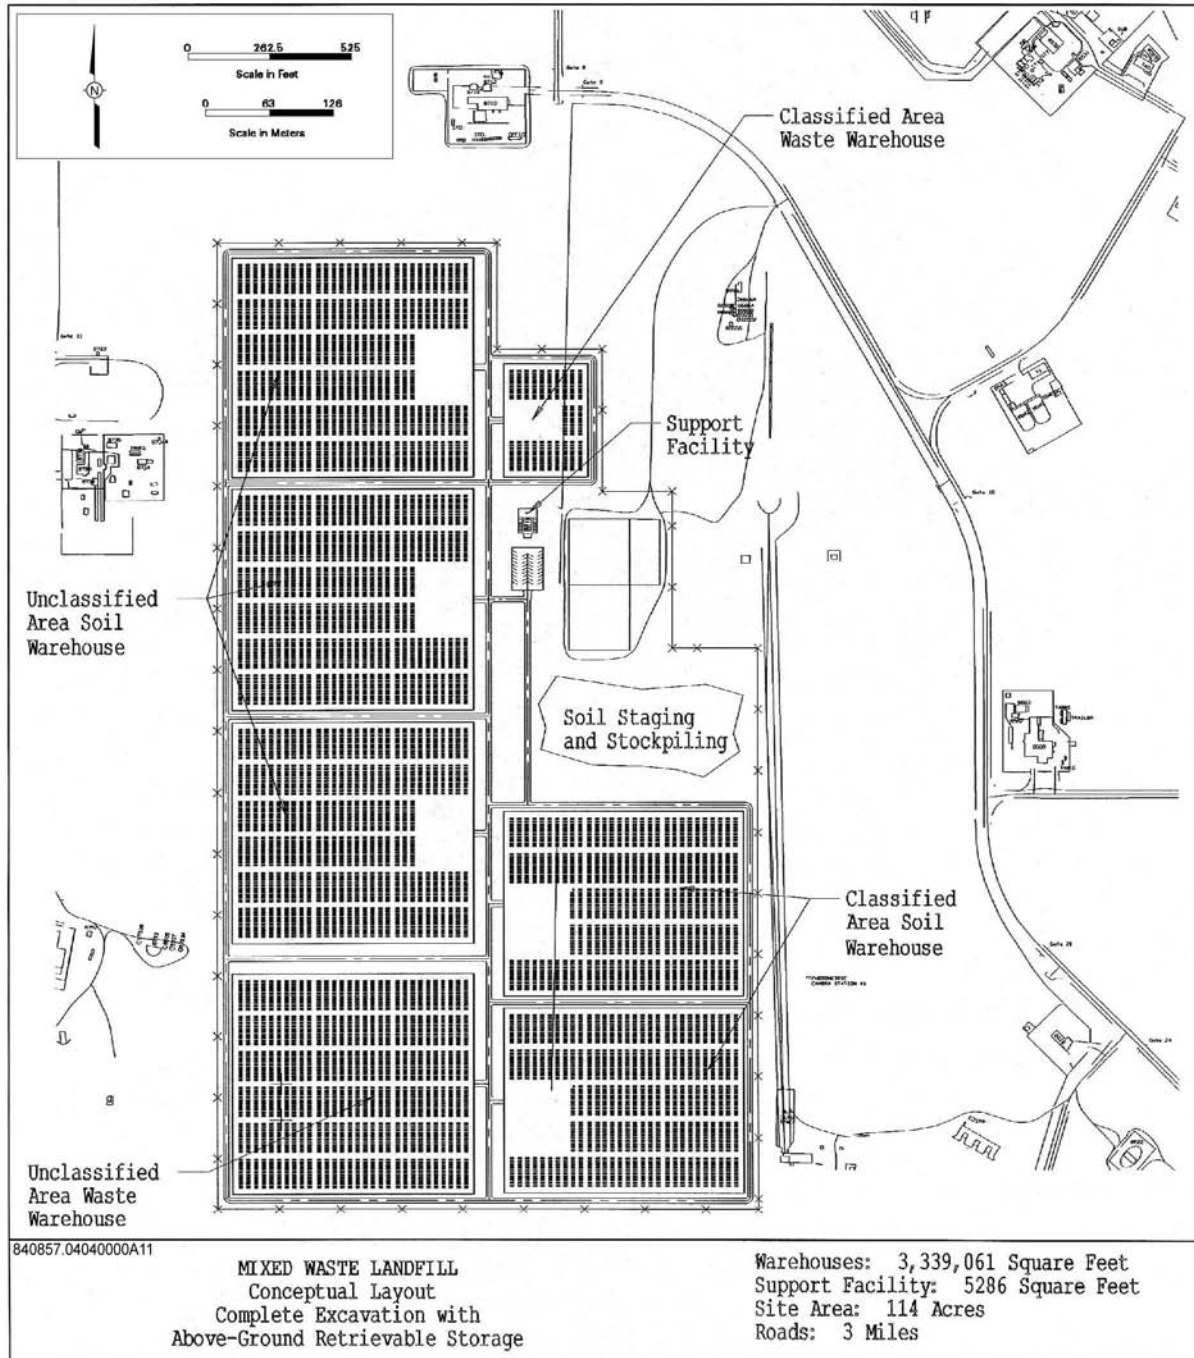 0 262.5 525
Scale in Feet
N
0 63 126
Scale in Meters
Classified Area
Waste Warehouse
Support
Facility
Unclassified
Area Soil
Warehouse
Soil Staging
and Stockpiling
TRAILER
Classified
Area Soil
Warehouse
CAMERA STATION
Unclassified
Area Waste
Warehouse
840857.04040000A11
MIXED WASTE LANDFILL
Conceptual Layout
Complete Excavation with
Above-Ground Retrievable Storage
Warehouses: 3,339,061 Square Feet
Support Facility: 5286 Square Feet
Site Area: 114 Acres
Roads: 3 Miles